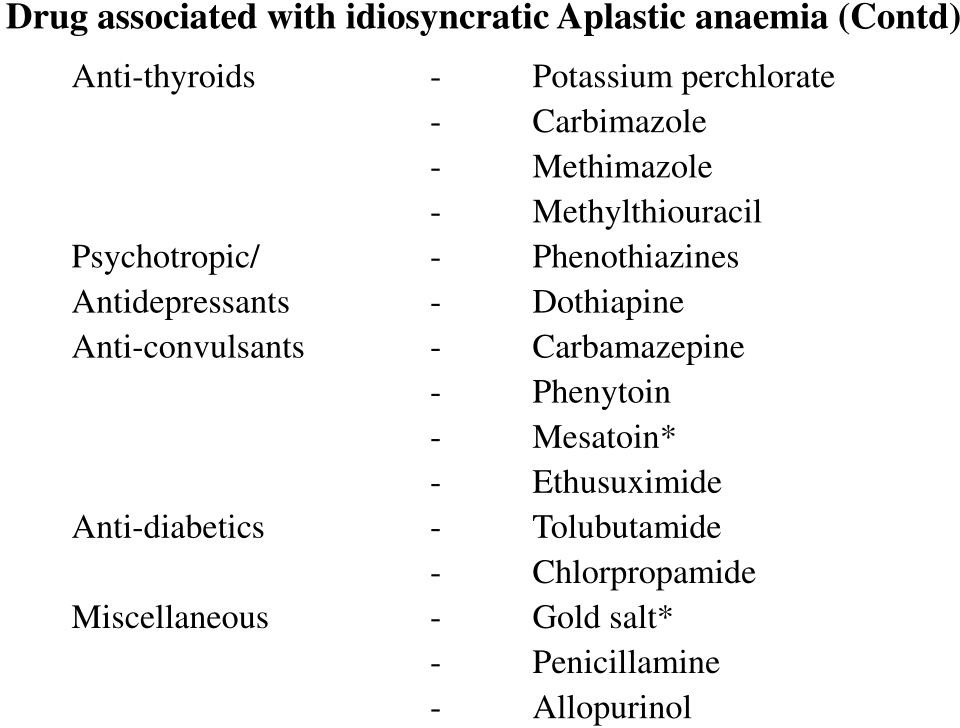 Drug associated with idiosyncratic Aplastic anaemia (Contd)
Anti-thyroids - Potassium perchlorate
- Carbimazole
- Methimazole
- Methylthiouracil
Psychotropic/ - Phenothiazines
Antidepressants - Dothiapine
Anti-convulsants - Carbamazepine
- Phenytoin
- Mesatoin*
- Ethusuximide
Anti-diabetics - Tolubutamide
- Chlorpropamide
Miscellaneous - Gold salt*
- Penicillamine
- Allopurinol